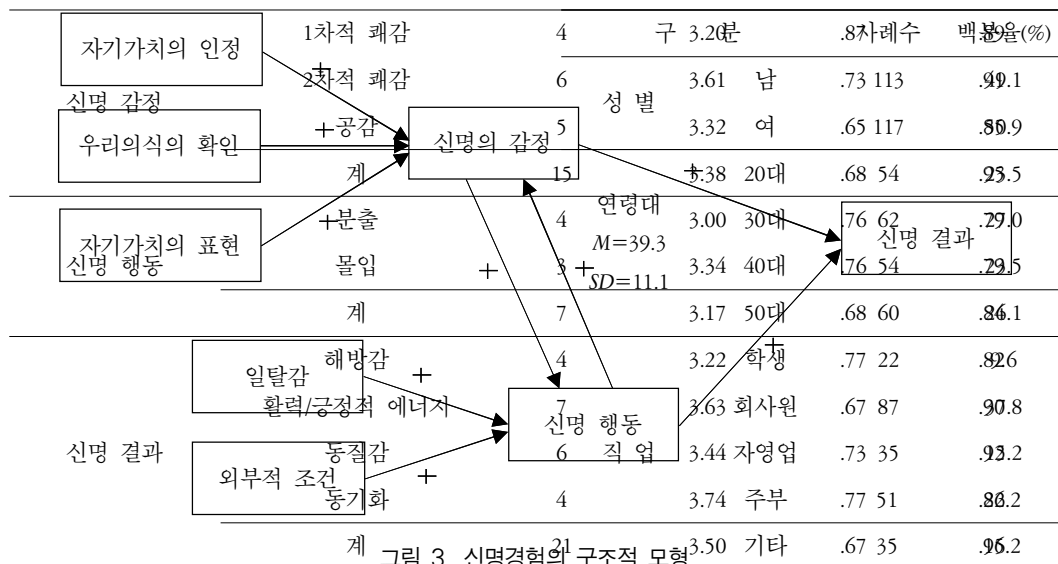 1차적 쾌감 4 3.20 .87 구 분 사례수
자기가치의 인정
+
2차적 쾌감 6 3.61 .73 남 113
신명 감정 성 별
우리의식의 확인 + 공감 5 3.32 .65 여 117
신명의 감정
계 15 3.38 .68 20대 54
+
연령대
자기가치의 표현 + 분출 4 3.00 .76 30대 62
M=39.3 신명 결과
신명 행동 몰입 3 3.34 .76 40대 54
+ + SD=11.1
계 7 3.17 .68 50대 60
+
해방감 4 3.22 .77 학생 22
일탈감 +
활력/긍정적 에너지 7 3.63 .67 회사원 87
신명 행동
신명 결과 동질감 6 3.44 .73 직 업 자영업 35
외부적 조건 +
동기화 4 3.74 .77 주부 51
계 21 3.50 .67 기타 35
그림 3. 신명경험의 구조적 모형